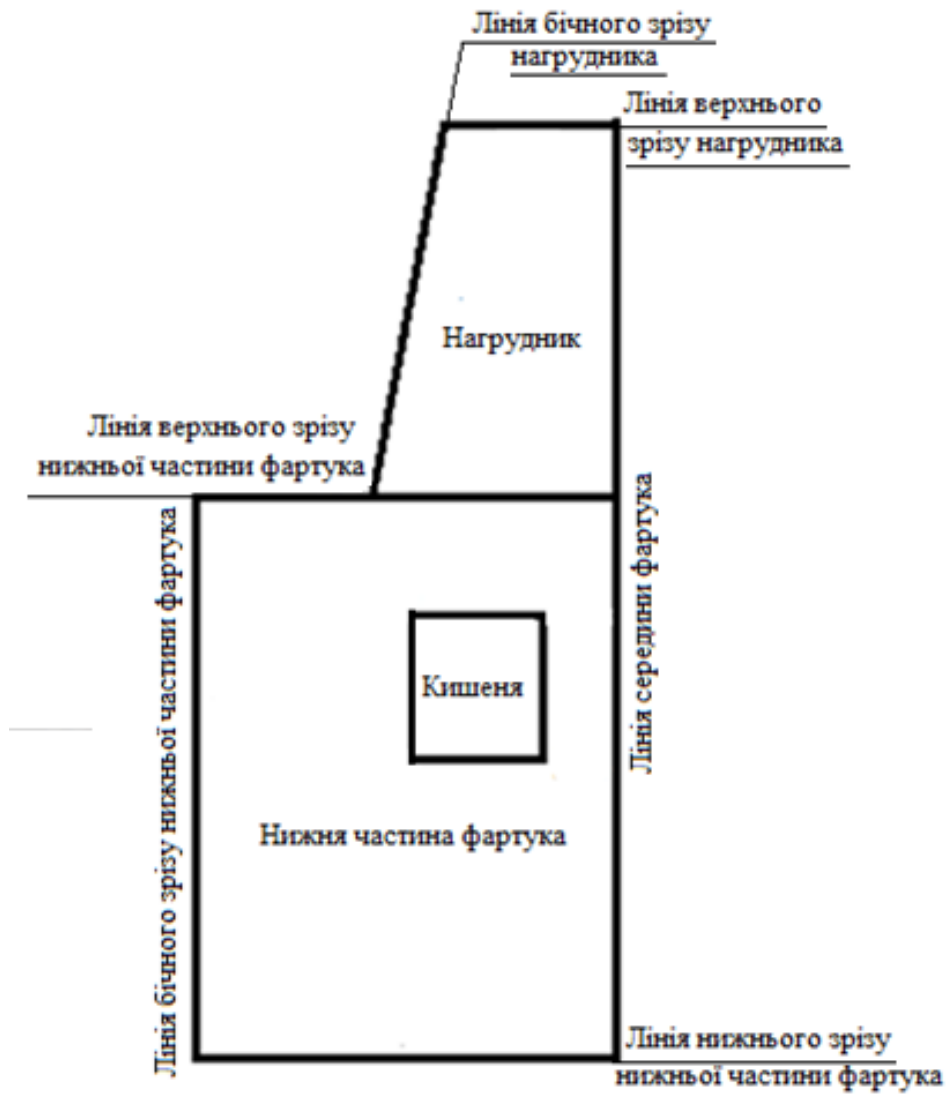 Лінія бічного зрізу
нагрудника
Лінія верхнього
зрізу нагрудника
Нагрудник
Лінія верхнього зрізу
нижньої частини фартука
Лінія бічного зрізу нижньої частини фартука
Лінія середини фартука
Кишеня
Нижня частина фартука
Лінія нижнього зрізу
нижньої частини фартука